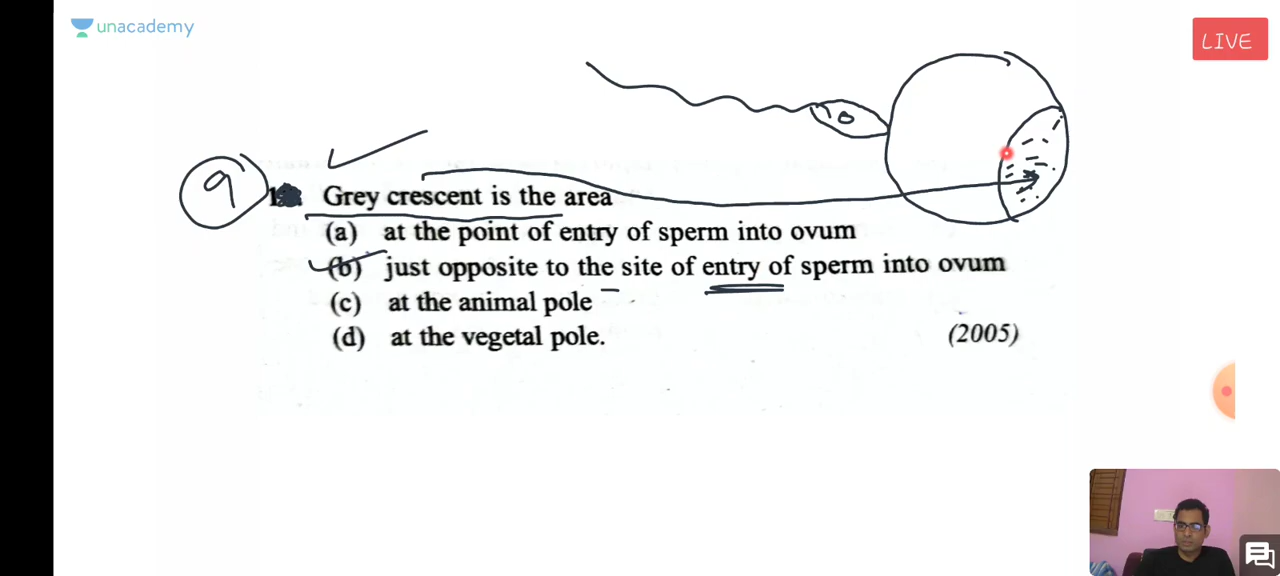 unacademy
LIVE
9
Grey crescent is the area
(a) at the point of entry of sperm into ovum
(b) just opposite to the site of entry of sperm into ovum
(c) at the animal pole
(d) at the vegetal pole.
(2005)